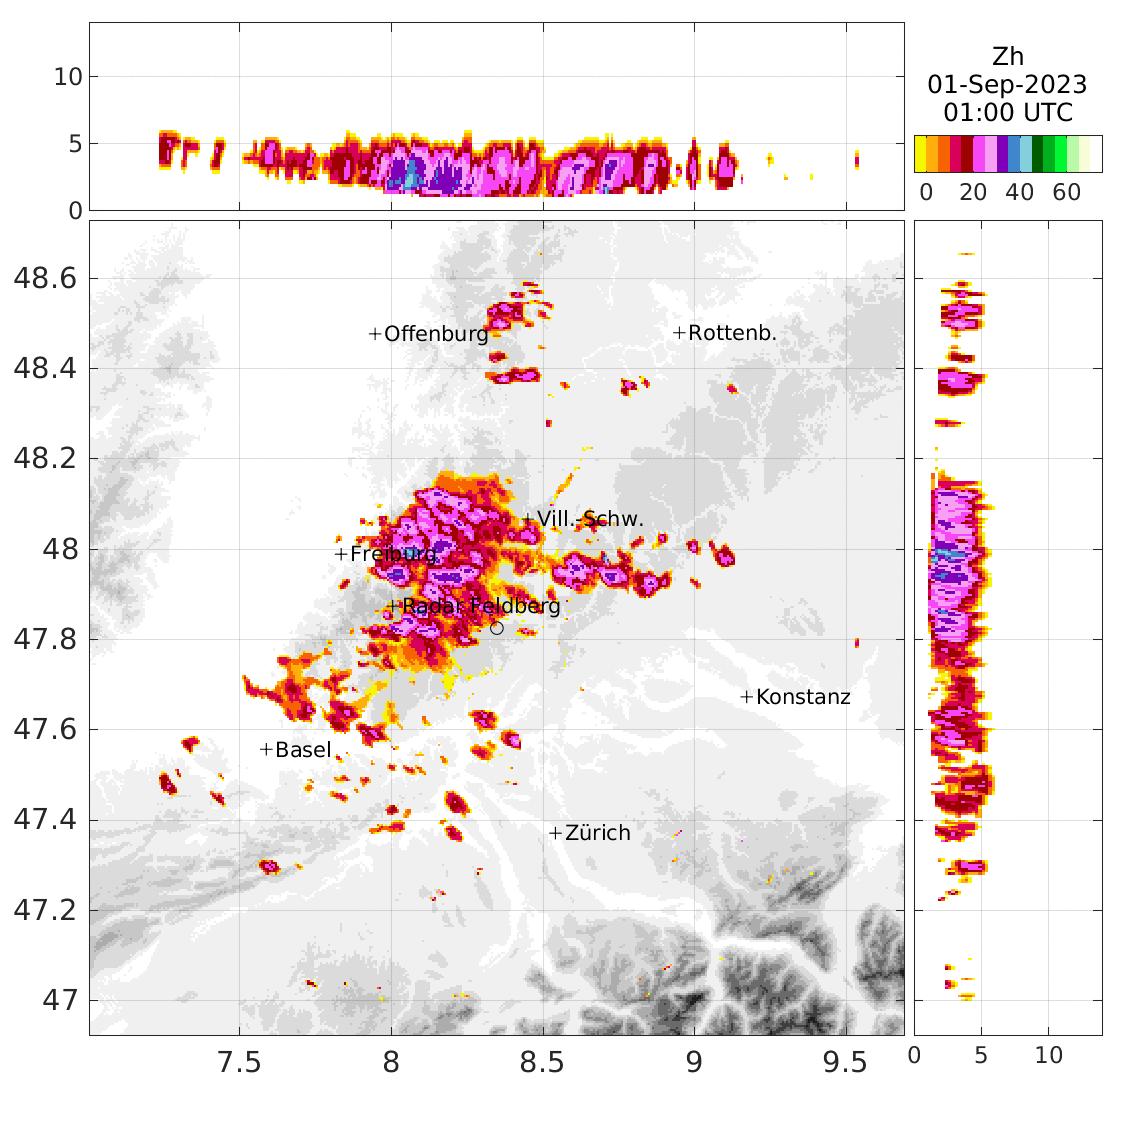 10
5
0
Zh
01-Sep-2023
01:00 UTC
0 20 40 60
48.6
48.4
48.2
48
47.8
47.6
47.4
47.2
47
+Offenburg
+Rottenb.
+Vill.-Schw.
+Freiburg
+Radar Feldberg
+Konstanz
+Basel
+Zürich
7.5 8 8.5 9 9.5
0 5 10